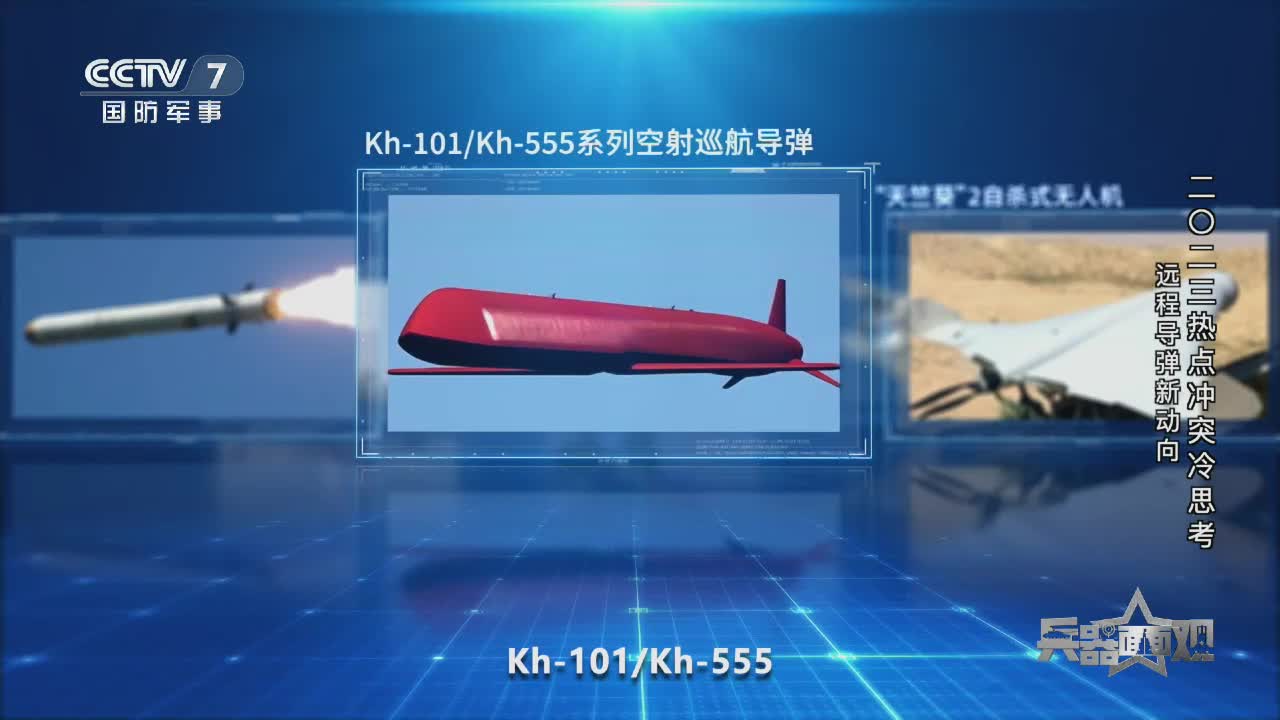 CCTV 7
国防军事
Kh-101/Kh-555系列空射巡航导弹
"天竺葵"2自杀式无人机
二〇二三热点冲突冷思考
远程导弹新动向
Kh-101/Kh-555
兵器面面观